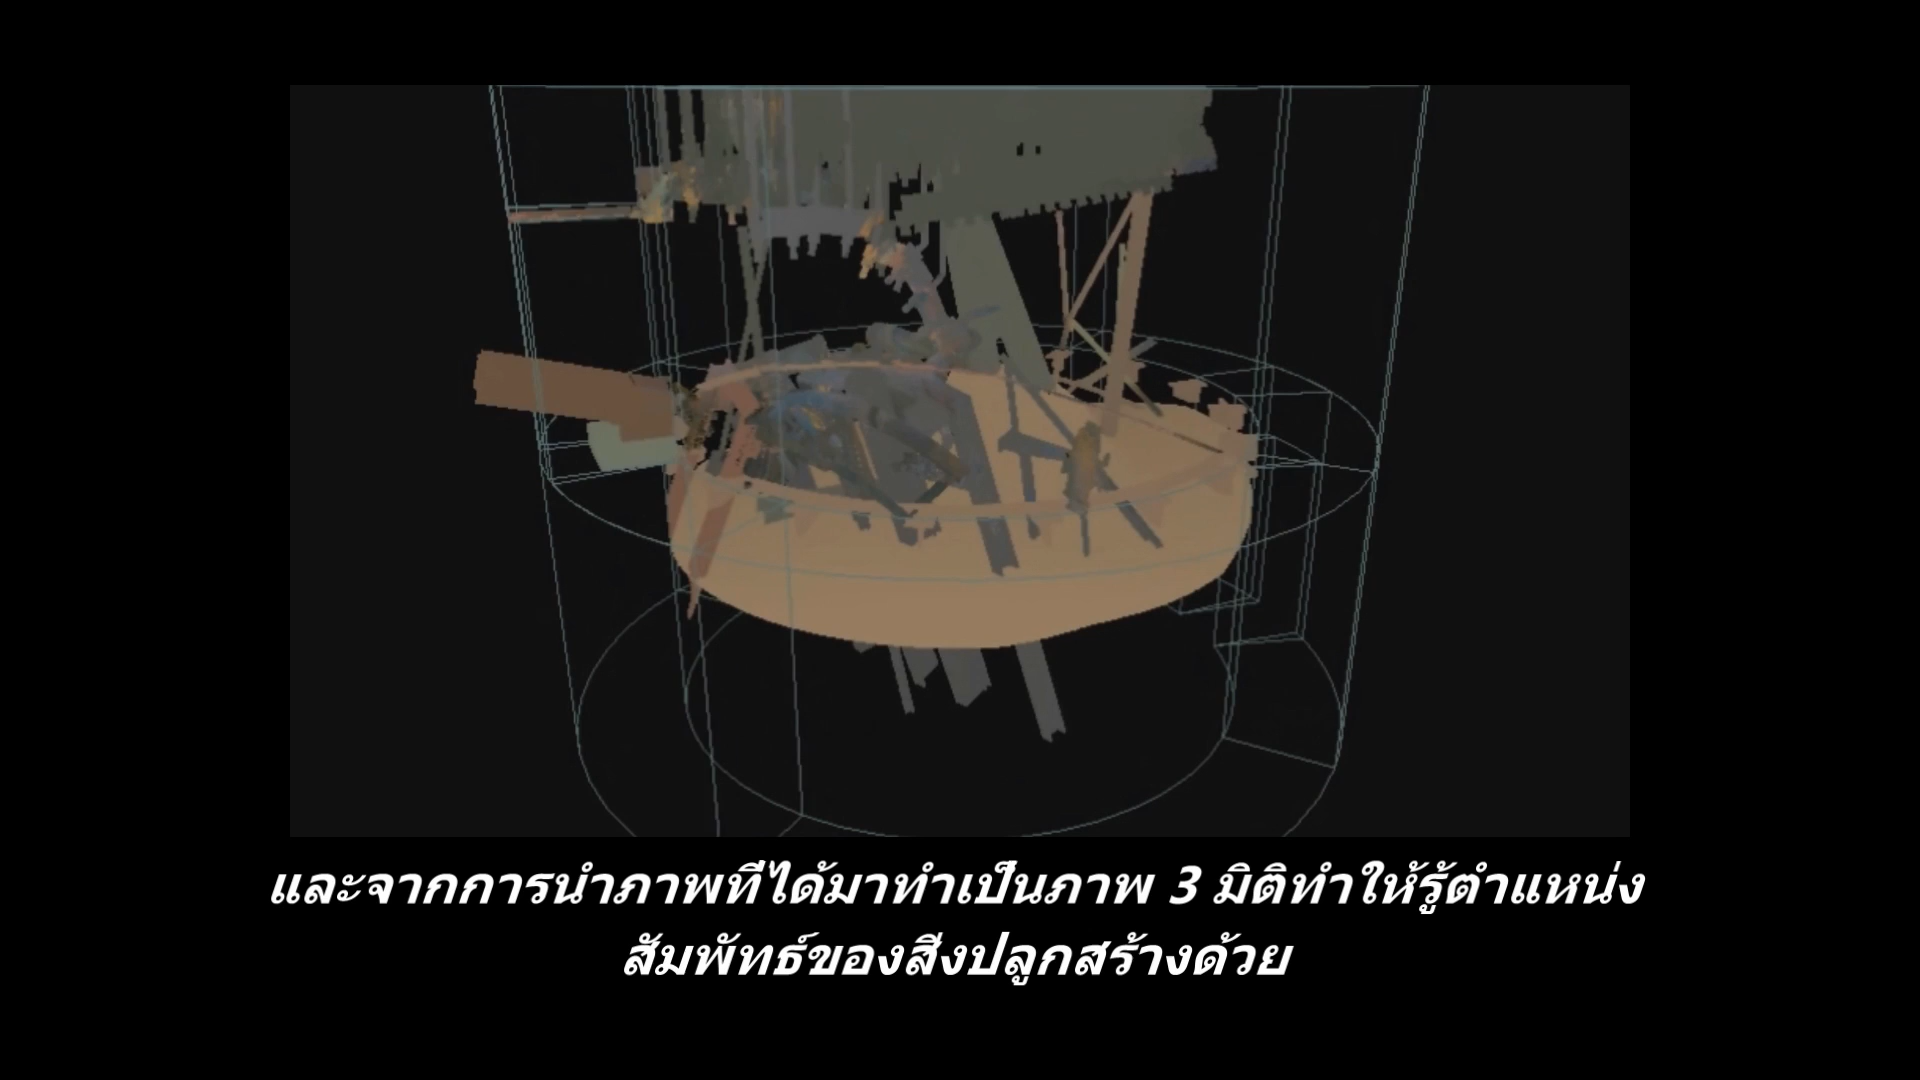 และจากการนำภาพที่ได้มาทำเป็นภาพ 3 มิติทำให้รู้ตำแหน่ง
สัมพัทธ์ของสิ่งปลูกสร้างด้วย